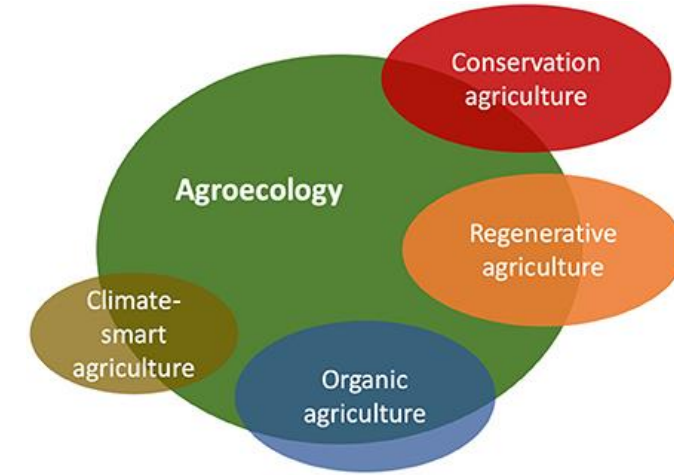 Conservation
agriculture
Agroecology
Regenerative
agriculture
Climate-
smart
agriculture
Organic
agriculture